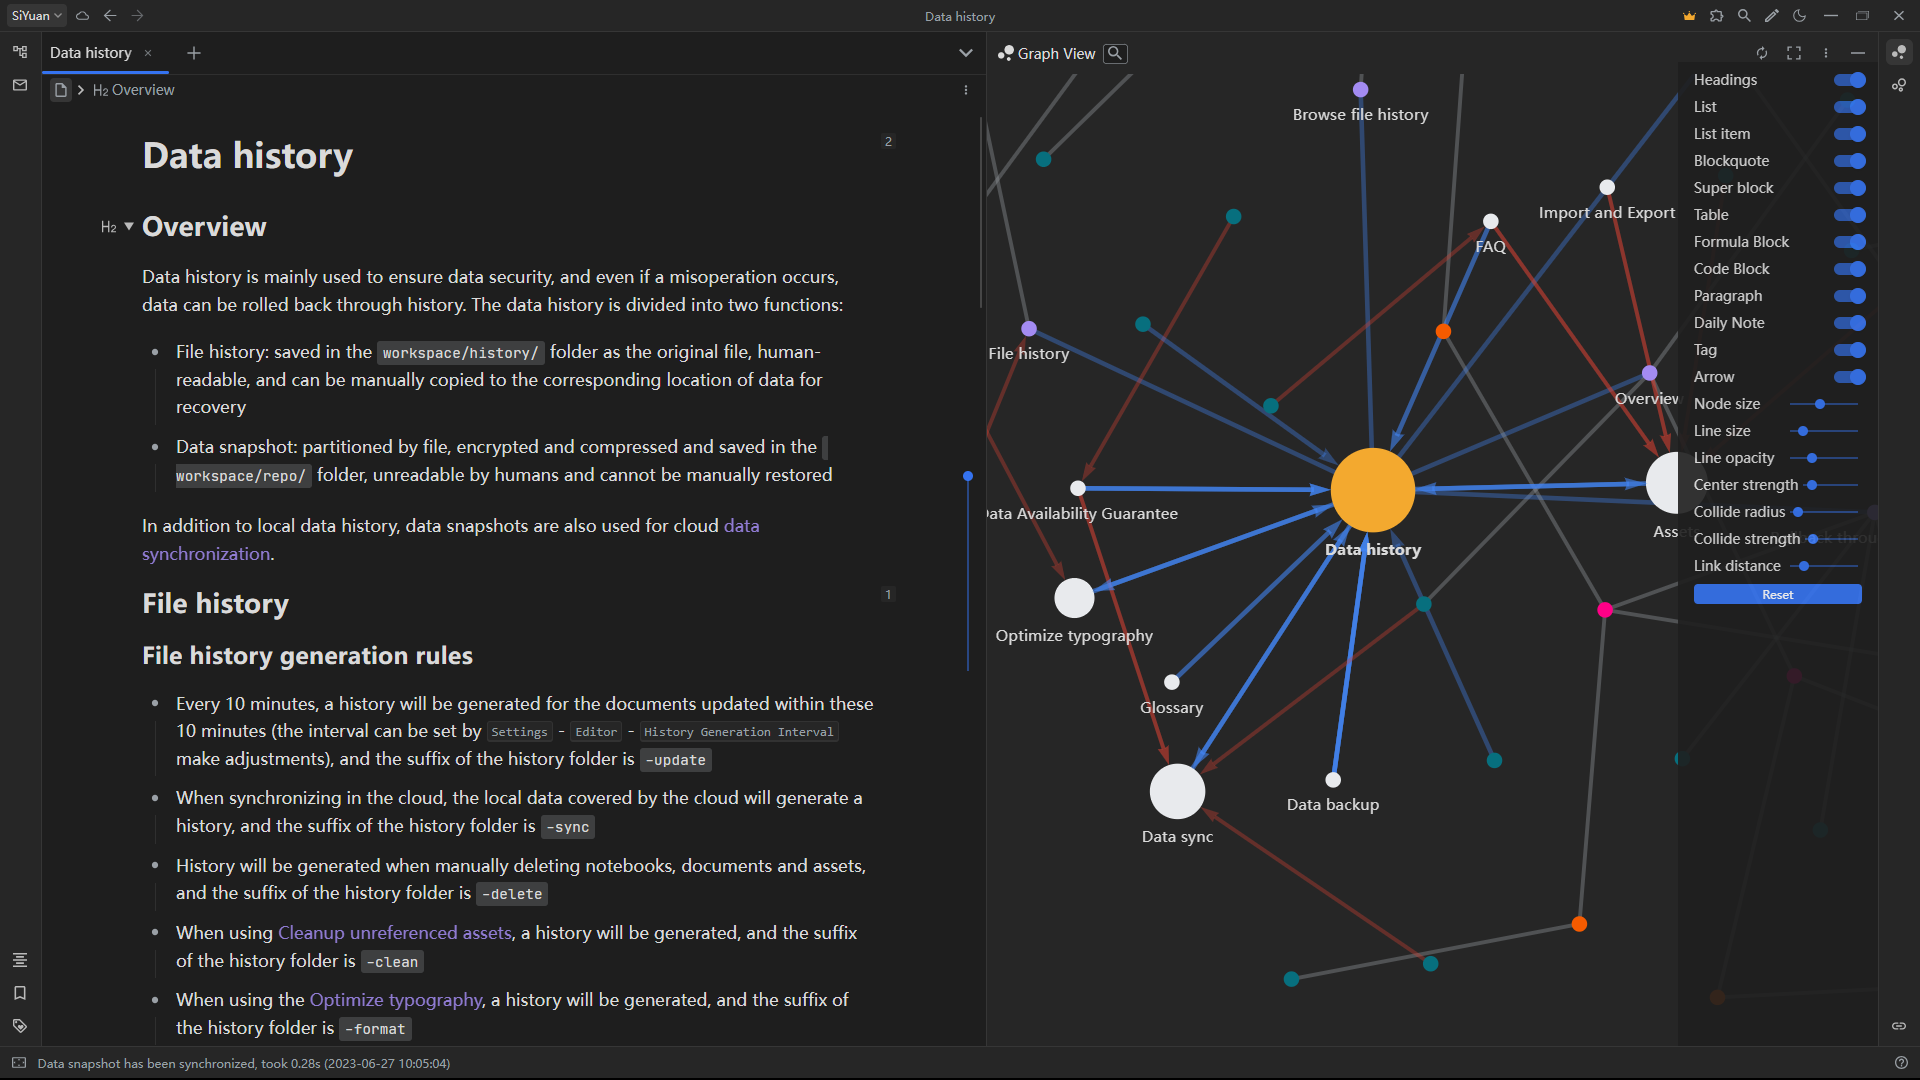 SiYuan
Data history
Data history
H2 Overview
Data history
2
H2 Overview
Data history is mainly used to ensure data security, and even if a misoperation occurs,
data can be rolled back through history. The data history is divided into two functions:
File history: saved in the workspace/history/ folder as the original file, human-
readable, and can be manually copied to the corresponding location of data for
recovery
Data snapshot: partitioned by file, encrypted and compressed and saved in the
workspace/repo/ folder, unreadable by humans and cannot be manually restored
In addition to local data history, data snapshots are also used for cloud data
synchronization.
File history
1
File history generation rules
Every 10 minutes, a history will be generated for the documents updated within these
10 minutes (the interval can be set by Settings - Editor - History Generation Interval
make adjustments), and the suffix of the history folder is -update
When synchronizing in the cloud, the local data covered by the cloud will generate a
history, and the suffix of the history folder is -sync
History will be generated when manually deleting notebooks, documents and assets,
and the suffix of the history folder is -delete
When using Cleanup unreferenced assets, a history will be generated, and the suffix
of the history folder is -clean
When using the Optimize typography, a history will be generated, and the suffix of
the history folder is -format
Graph View
Browse file history
Import and Export
FAQ
File history
Overview
Data Availability Guarantee
Data history
Assets
Optimize typography
Glossary
Data backup
Data sync
Headings
List
List item
Blockquote
Super block
Table
Formula Block
Code Block
Paragraph
Daily Note
Tag
Arrow
Node size
Line size
Line opacity
Center strength
Collide radius
Collide strength
Link distance
Reset
Data snapshot has been synchronized, took 0.28s (2023-06-27 10:05:04)